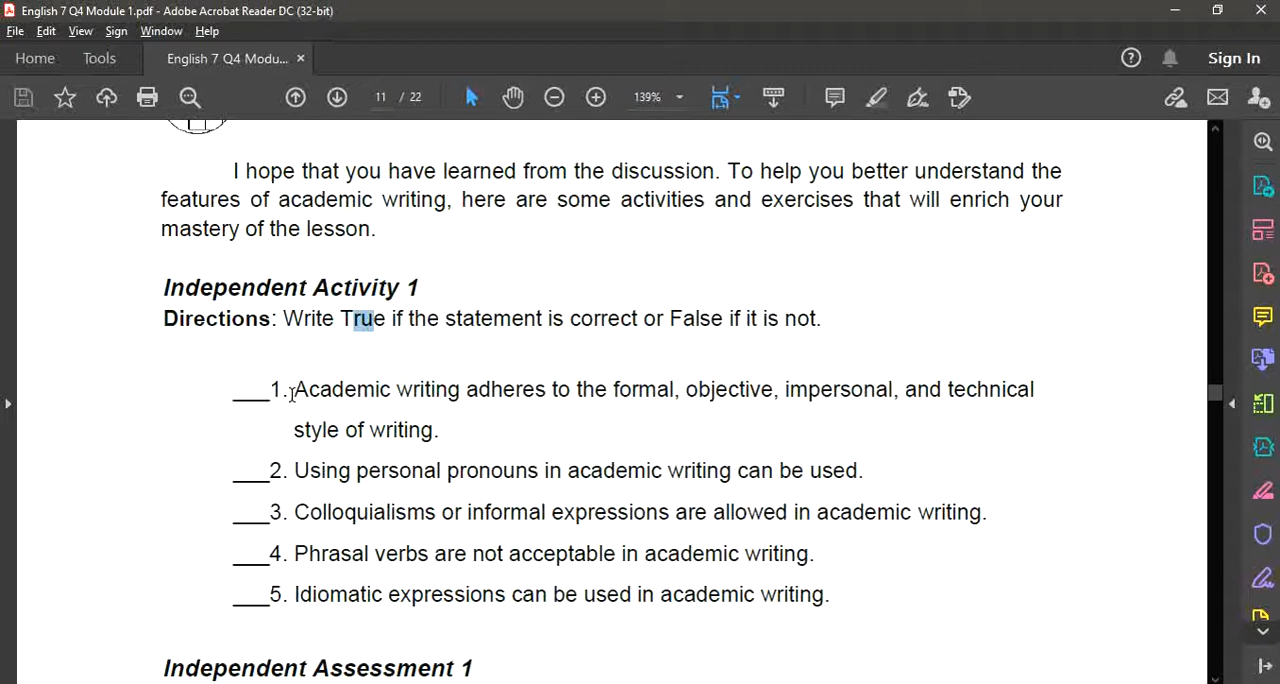 English 7 Q4 Module 1.pdf - Adobe Acrobat Reader DC (32-bit)
File Edit View Sign Window Help
Home Tools English 7 Q4 Modu... × Sign In
11 / 22 139%
I hope that you have learned from the discussion. To help you better understand the
features of academic writing, here are some activities and exercises that will enrich your
mastery of the lesson.
Independent Activity 1
Directions: Write True if the statement is correct or False if it is not.
___1. Academic writing adheres to the formal, objective, impersonal, and technical
style of writing.
___2. Using personal pronouns in academic writing can be used.
___3. Colloquialisms or informal expressions are allowed in academic writing.
___4. Phrasal verbs are not acceptable in academic writing.
___5. Idiomatic expressions can be used in academic writing.
Independent Assessment 1